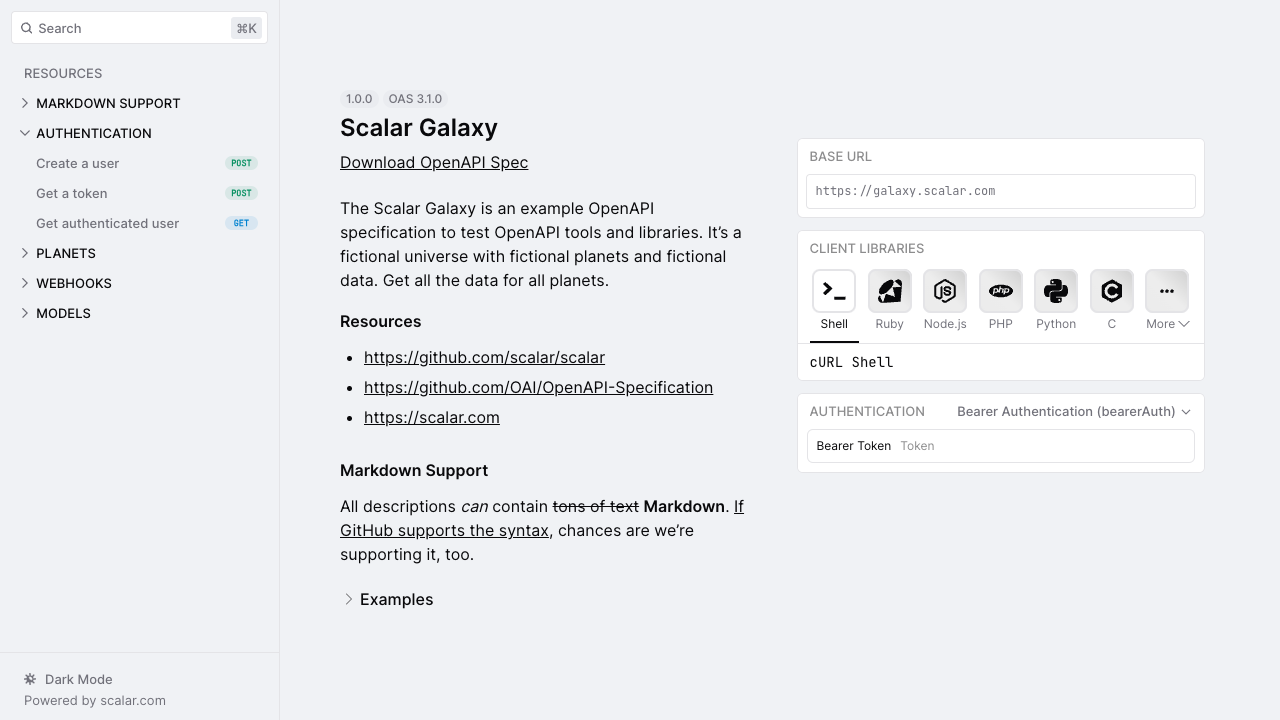 Search
⌘K
RESOURCES
MARKDOWN SUPPORT
AUTHENTICATION
Create a user POST
Get a token POST
Get authenticated user GET
PLANETS
WEBHOOKS
MODELS
Dark Mode
Powered by scalar.com
1.0.0 OAS 3.1.0
Scalar Galaxy
Download OpenAPI Spec
The Scalar Galaxy is an example OpenAPI
specification to test OpenAPI tools and libraries. It’s a
fictional universe with fictional planets and fictional
data. Get all the data for all planets.
Resources
• https://github.com/scalar/scalar
• https://github.com/OAI/OpenAPI-Specification
• https://scalar.com
Markdown Support
All descriptions can contain tons of text Markdown. If
GitHub supports the syntax, chances are we’re
supporting it, too.
Examples
BASE URL
https://galaxy.scalar.com
CLIENT LIBRARIES
JS php C
Shell Ruby Node.js PHP Python C More
cURL Shell
AUTHENTICATION Bearer Authentication (bearerAuth)
Bearer Token Token